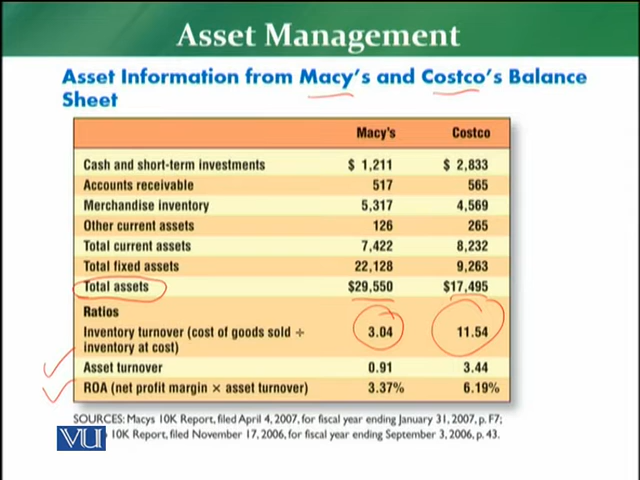 Asset Management
Asset Information from Macy's and Costco's Balance
Sheet
Macy's Costco
Cash and short-term investments $ 1,211 $ 2,833
Accounts receivable 517 565
Merchandise inventory 5,317 4,569
Other current assets 126 265
Total current assets 7,422 8,232
Total fixed assets 22,128 9,263
Total assets $29,550 $17,495
Ratios
Inventory turnover (cost of goods sold ÷ 3.04 11.54
inventory at cost)
Asset turnover 0.91 3.44
ROA (net profit margin × asset turnover) 3.37% 6.19%
SOURCES: Macys 10K Report, filed April 4, 2007, for fiscal year ending January 31, 2007, p. F7;
VU 10K Report, filed November 17, 2006, for fiscal year ending September 3, 2006, p. 43.